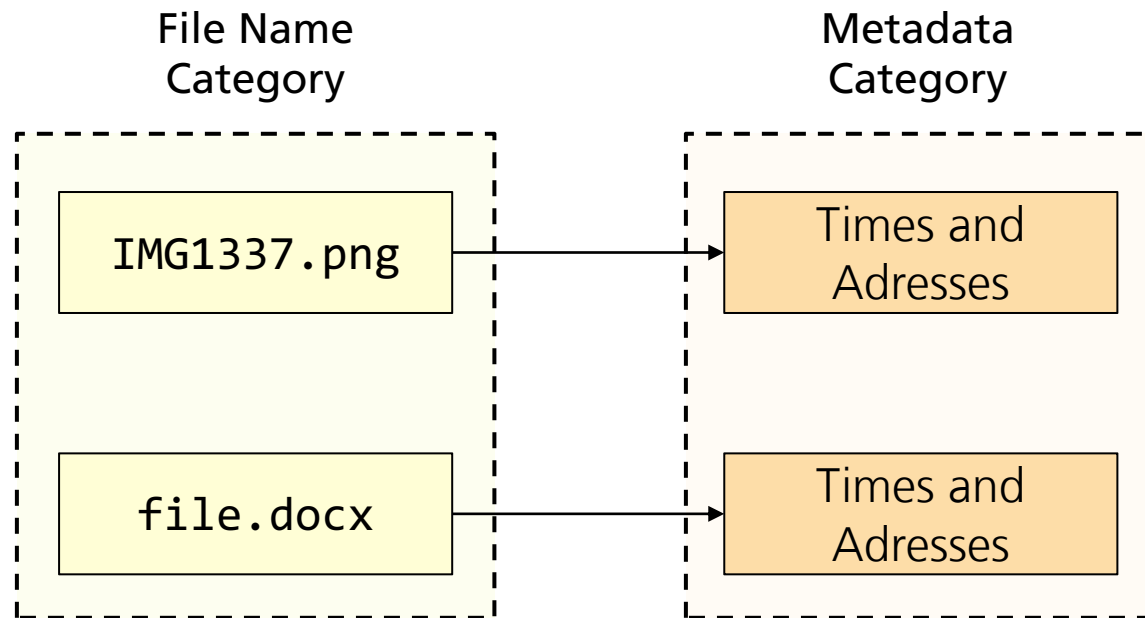 File Name
Category
Metadata
Category
IMG1337.png
Times and
Adresses
file.docx
Times and
Adresses